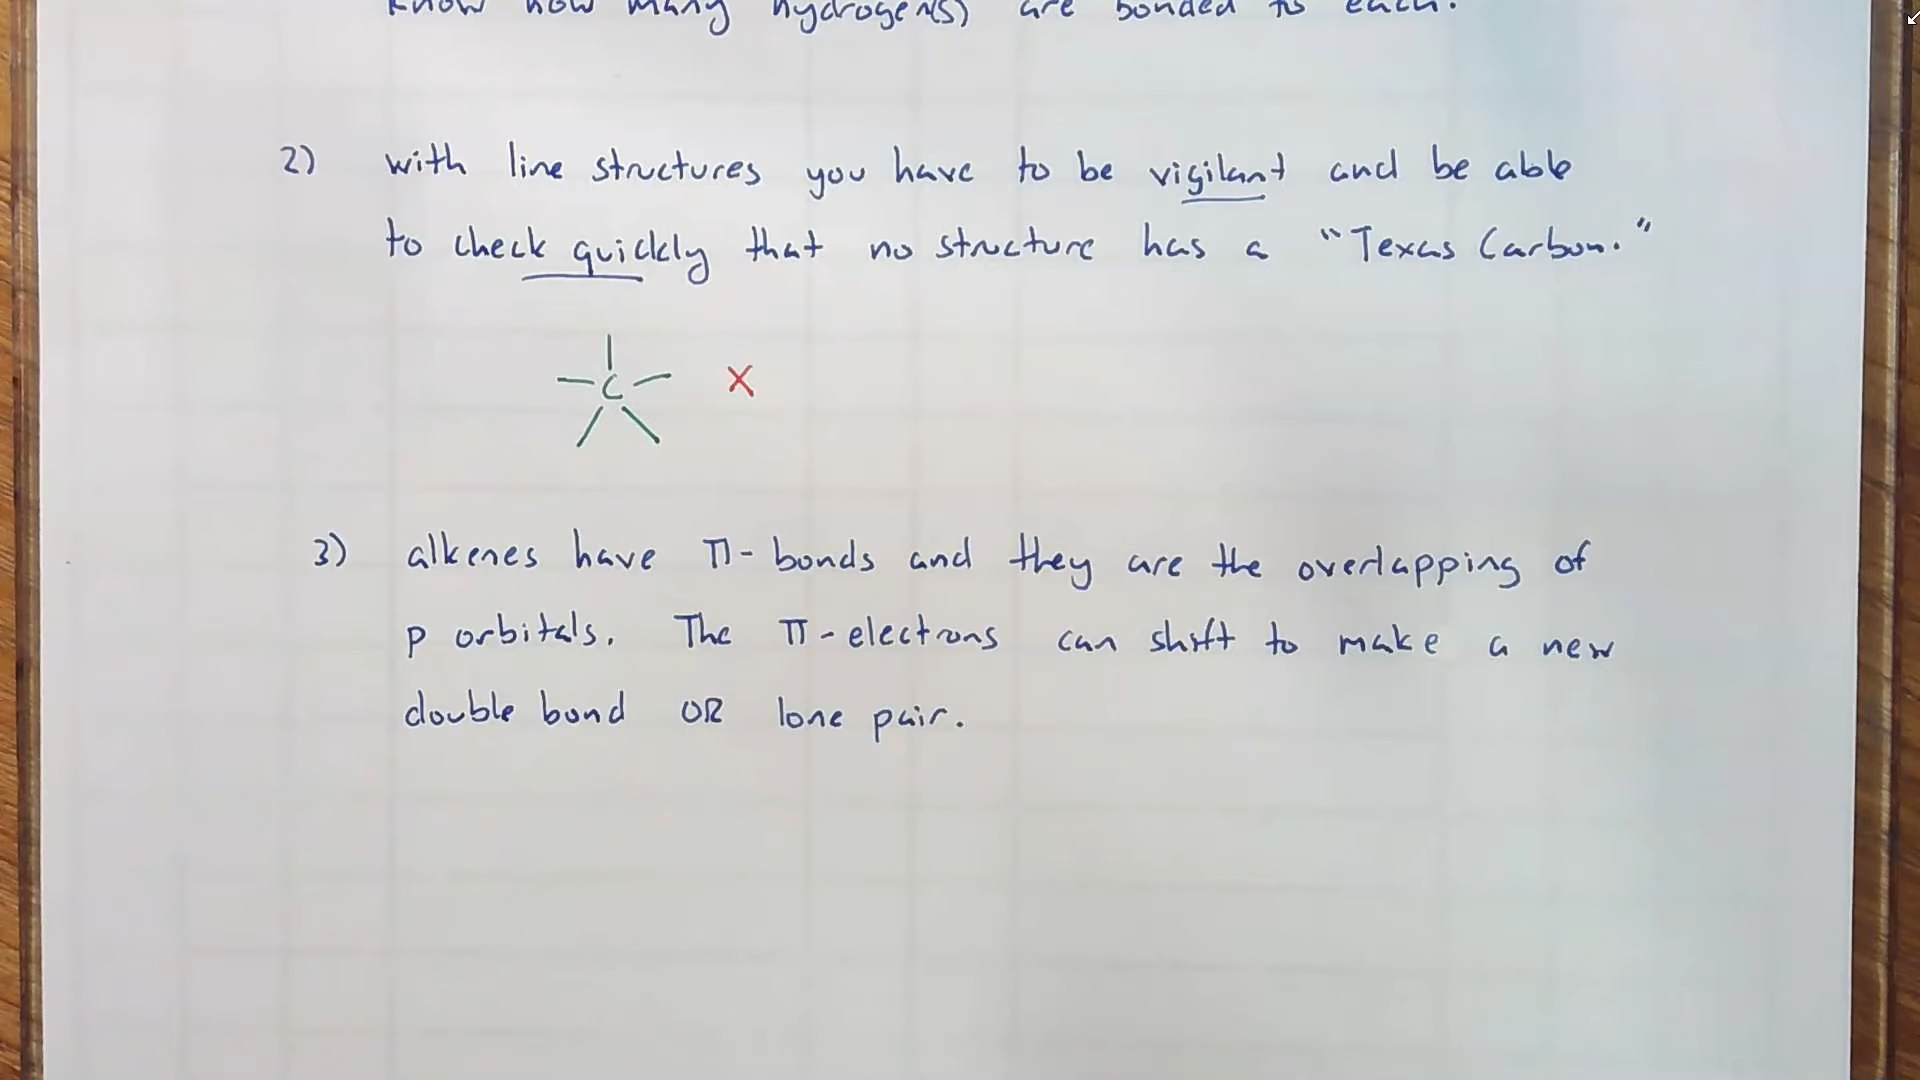 know how many hydrogen(s) are bonded to each.
2) with line structures you have to be vigilant and be able
to check quickly that no structure has a "Texas Carbon."
C X
3) alkenes have π-bonds and they are the overlapping of
p orbitals. The π-electrons can shift to make a new
double bond OR lone pair.